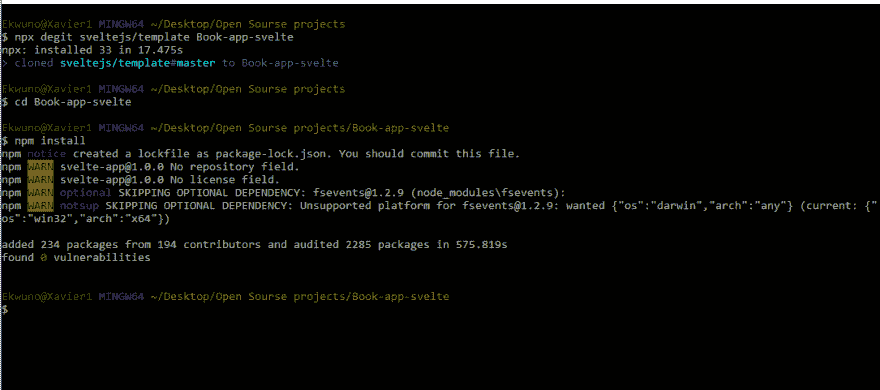 Ekwuno@Xavier1 MINGW64 ~/Desktop/Open Sourse projects
$ npx degit sveltejs/template Book-app-svelte
npx: installed 33 in 17.475s
> cloned sveltejs/template#master to Book-app-svelte
Ekwuno@Xavier1 MINGW64 ~/Desktop/Open Sourse projects
$ cd Book-app-svelte
Ekwuno@Xavier1 MINGW64 ~/Desktop/Open Sourse projects/Book-app-svelte
$ npm install
npm notice created a lockfile as package-lock.json. You should commit this file.
npm WARN svelte-app@1.0.0 No repository field.
npm WARN svelte-app@1.0.0 No license field.
npm WARN optional SKIPPING OPTIONAL DEPENDENCY: fsevents@1.2.9 (node_modules\fsevents):
npm WARN notsup SKIPPING OPTIONAL DEPENDENCY: Unsupported platform for fsevents@1.2.9: wanted {"os":"darwin","arch":"any"} (current: {"
os":"win32","arch":"x64"})
added 234 packages from 194 contributors and audited 2285 packages in 575.819s
found 0 vulnerabilities
Ekwuno@Xavier1 MINGW64 ~/Desktop/Open Sourse projects/Book-app-svelte
$